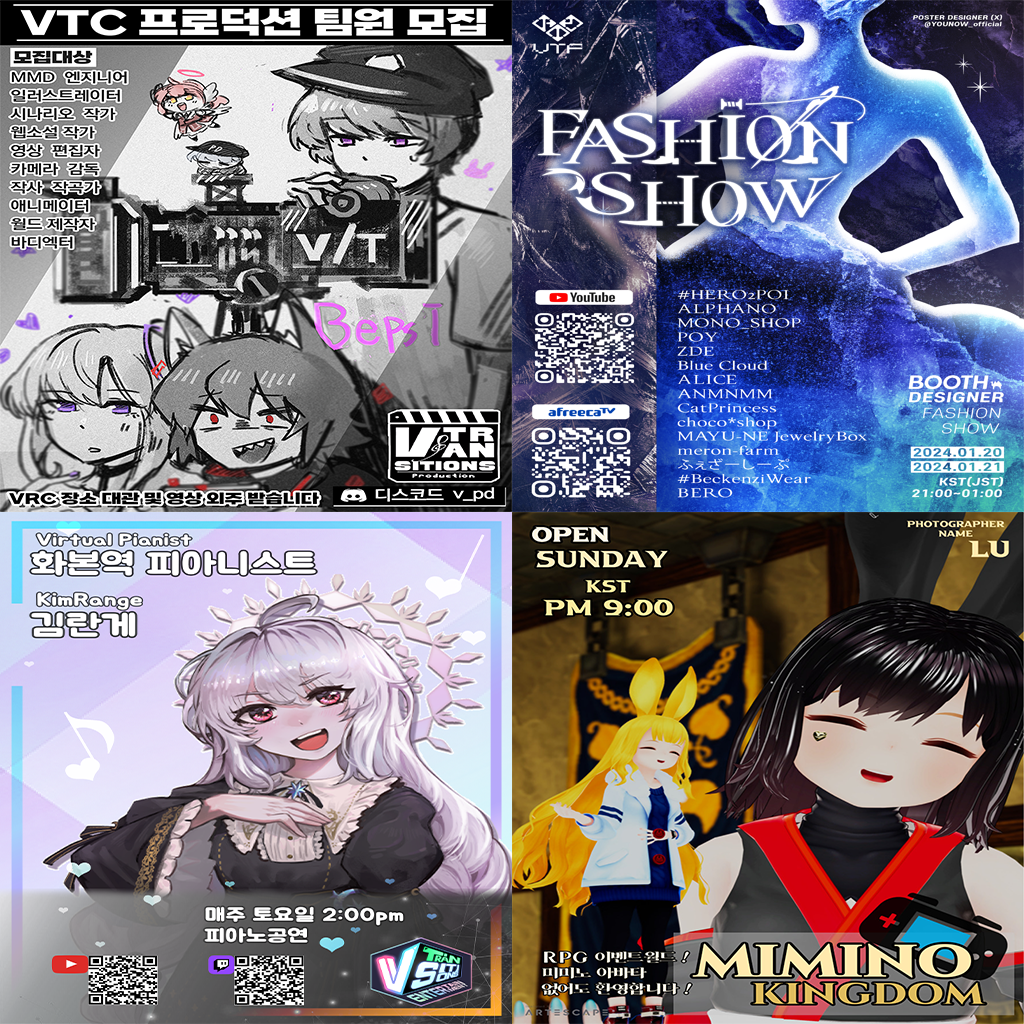 VTC 프로덕션 팀원 모집
모집대상
MMD 엔지니어
일러스트레이터
시나리오 작가
웹소설 작가
영상 편집자
카메라 감독
작사 작곡가
애니메이터
월드 제작자
바디엑터
PD
V/T
BepsI
V&TRAN
SITIONS
Production
VRC 장소 대관 및 영상 외주 받습니다
디스코드 v_pd
VTF
POSTER DESIGNER (X)
@YOUNOW_official
FASHION
SHOW
YouTube
afreecaTV
#HERO2POI
ALPHANO
MONO_SHOP
POY
ZDE
Blue Cloud
ALICE
ANMNMM
CatPrincess
choco*shop
MAYU-NE JewelryBox
meron-farm
ふぇざーしーぷ
#BeckenziWear
BERO
BOOTH
DESIGNER
FASHION
SHOW
2024.01.20
2024.01.21
KST(JST)
21:00-01:00
Virtual Pianist
화본역 피아니스트
KimRange
김란게
매주 토요일 2:00pm
피아노공연
OPEN
SUNDAY
KST
PM 9:00
PHOTOGRAPHER
NAME
LU
RPG 이벤트월드!
미미노 아바타
없어도 환영합니다!
MIMINO
KINGDOM
ARTESCAPE